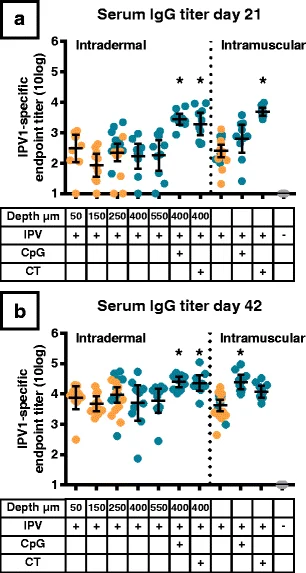 a
Serum IgG titer day 21
Intradermal
Intramuscular
IPV1-specific
endpoint titer (10log)
6
5
4
3
2
1
* * *
Depth µm 50 150 250 400 550 400 400
IPV + + + + + + + + + + -
CpG + +
CT + +
b
Serum IgG titer day 42
Intradermal
Intramuscular
IPV1-specific
endpoint titer (10log)
6
5
4
3
2
1
* * *
Depth µm 50 150 250 400 550 400 400
IPV + + + + + + + + + + -
CpG + +
CT + +